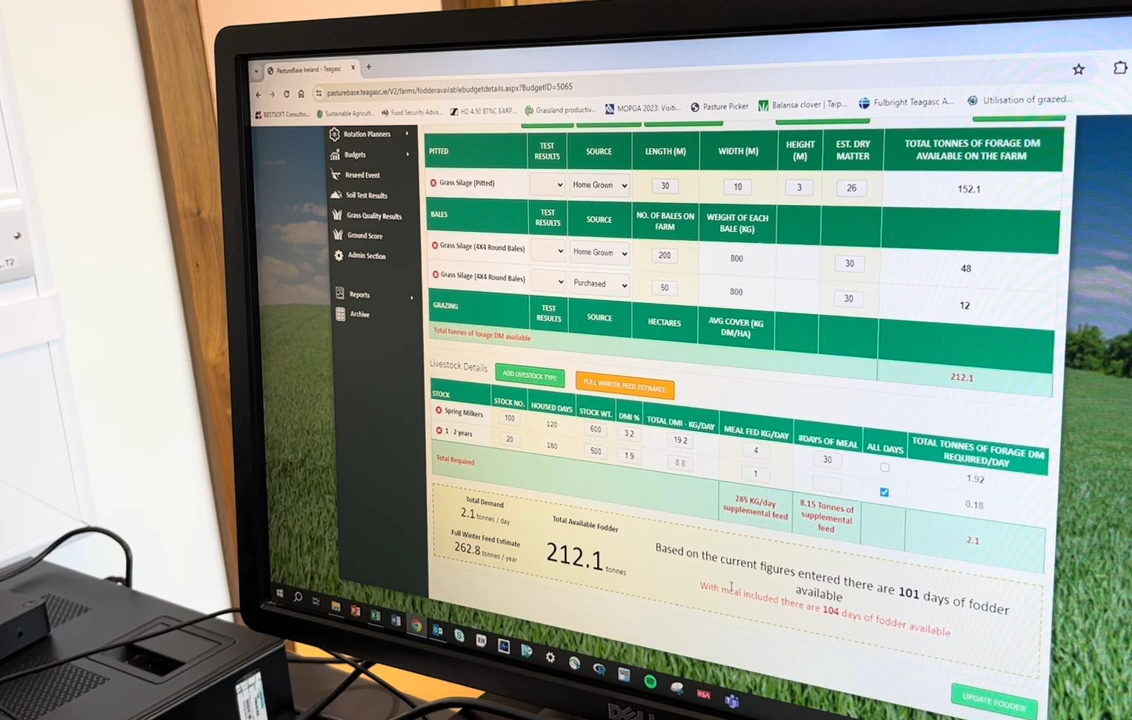 PastureBase Ireland - Teagasc
pasturebase.teagasc.ie/V2/farms/fodderavailablebudgetdetails.aspx?BudgetID=5065
BESTSOFT Consultin... Sustainable Agricult... Food Security Advis... HD 4.50 BTNC EARP... Grassland productiv... MOPGA 2023: Visiti... Pasture Picker Balansa clover | Taip... Fulbright Teagasc A... Utilisation of grazed...
Rotation Planners
Budgets
Reseed Event
Soil Test Results
Grass Quality Results
Ground Score
Admin Section
Reports
Archive
PITTED TEST RESULTS SOURCE LENGTH (M) WIDTH (M) HEIGHT (M) EST. DRY MATTER TOTAL TONNES OF FORAGE DM AVAILABLE ON THE FARM
Grass Silage (Pitted) Home Grown 30 10 3 26 152.1
BALES TEST RESULTS SOURCE NO. OF BALES ON FARM WEIGHT OF EACH BALE (KG)
Grass Silage (4X4 Round Bales) Home Grown 200 800 30 48
Grass Silage (4X4 Round Bales) Purchased 50 800 30 12
GRAZING TEST RESULTS SOURCE HECTARES AVG COVER (KG DM/HA)
Total tonnes of forage DM available 212.1
Livestock Details ADD LIVESTOCK TYPE FULL WINTER FEED ESTIMATE
STOCK STOCK NO. HOUSED DAYS STOCK WT. DMI % TOTAL DMI - KG/DAY MEAL FED KG/DAY #DAYS OF MEAL ALL DAYS TOTAL TONNES OF FORAGE DM REQUIRED/DAY
Spring Milkers 100 120 600 3.2 19.2 4 30 1.92
1 - 2 years 20 180 500 1.9 8.8 1 0.18
Total Required 285 KG/day supplemental feed 8.15 Tonnes of supplemental feed 2.1
Total Demand
2.1 tonnes / day
Full Winter Feed Estimate
262.8 tonnes / year
Total Available Fodder
212.1 tonnes
Based on the current figures entered there are 101 days of fodder
available
With meal included there are 104 days of fodder available
UPDATE FODDER
DELL